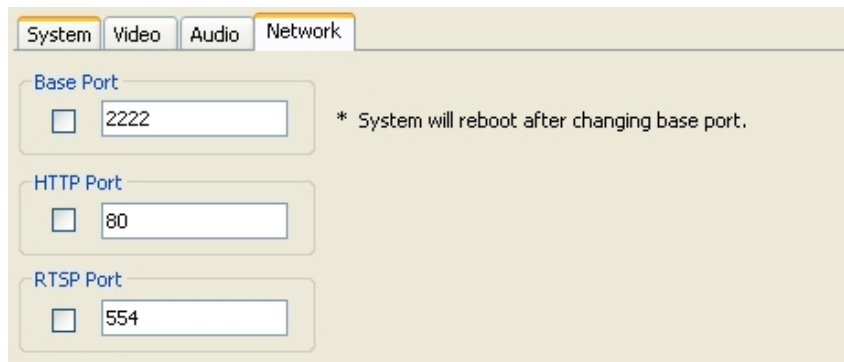 System Video Audio Network
Base Port
2222 * System will reboot after changing base port.
HTTP Port
80
RTSP Port
554